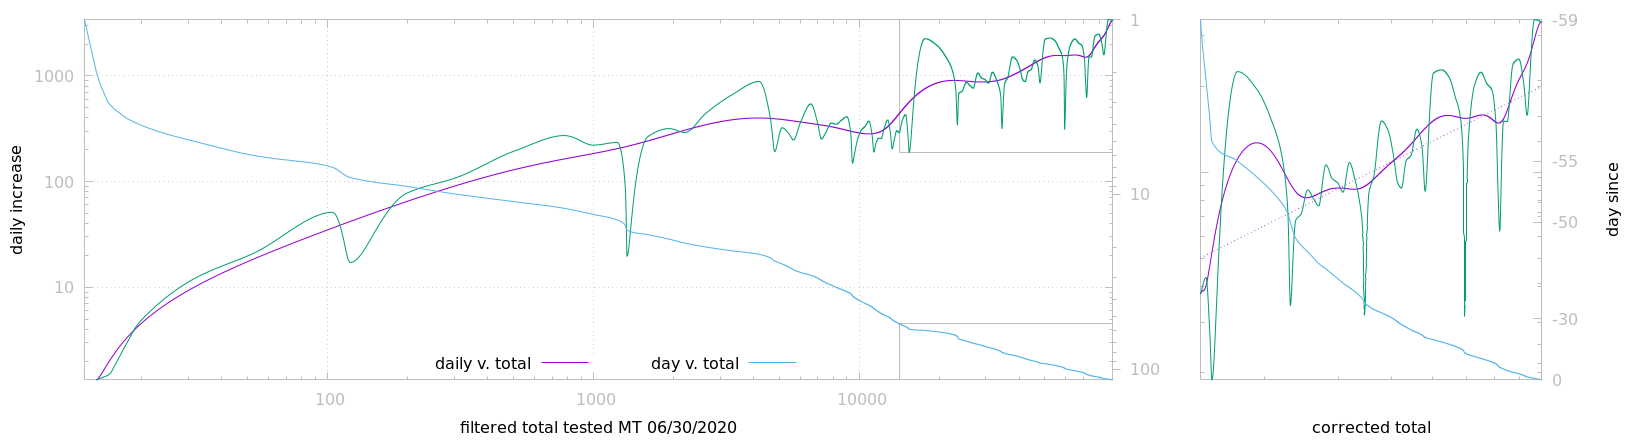 1000
100
10
daily increase
daily v. total
day v. total
100
1000
10000
filtered total tested MT 06/30/2020
1
10
100
-59
-55
-50
-30
0
day since
corrected total